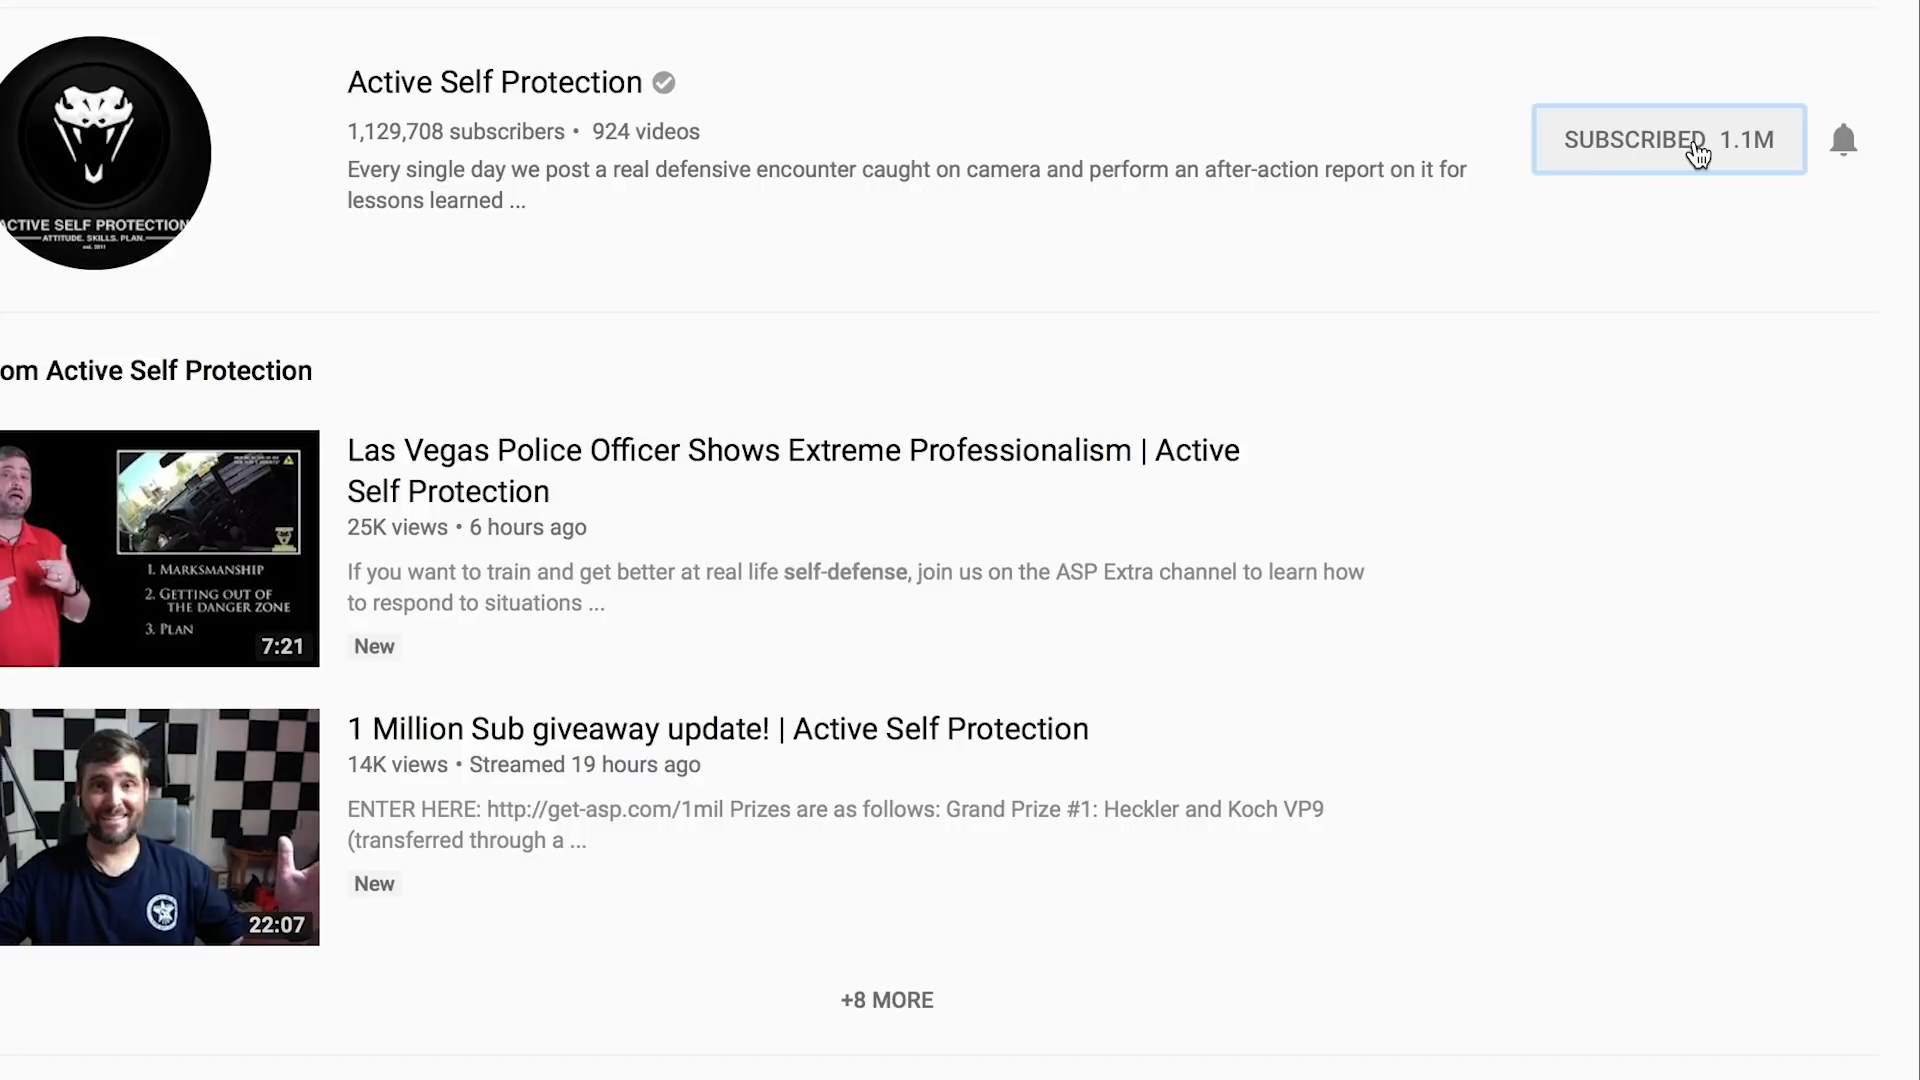 Active Self Protection
1,129,708 subscribers • 924 videos
Every single day we post a real defensive encounter caught on camera and perform an after-action report on it for
lessons learned ...
SUBSCRIBED 1.1M
ACTIVE SELF PROTECTION
ATTITUDE. SKILLS. PLAN.
est. 2011
om Active Self Protection
Las Vegas Police Officer Shows Extreme Professionalism | Active
Self Protection
25K views • 6 hours ago
If you want to train and get better at real life self-defense, join us on the ASP Extra channel to learn how
to respond to situations ...
New
1. MARKSMANSHIP
2. GETTING OUT OF
THE DANGER ZONE
3. PLAN
7:21
1 Million Sub giveaway update! | Active Self Protection
14K views • Streamed 19 hours ago
ENTER HERE: http://get-asp.com/1mil Prizes are as follows: Grand Prize #1: Heckler and Koch VP9
(transferred through a ...
New
22:07
+8 MORE